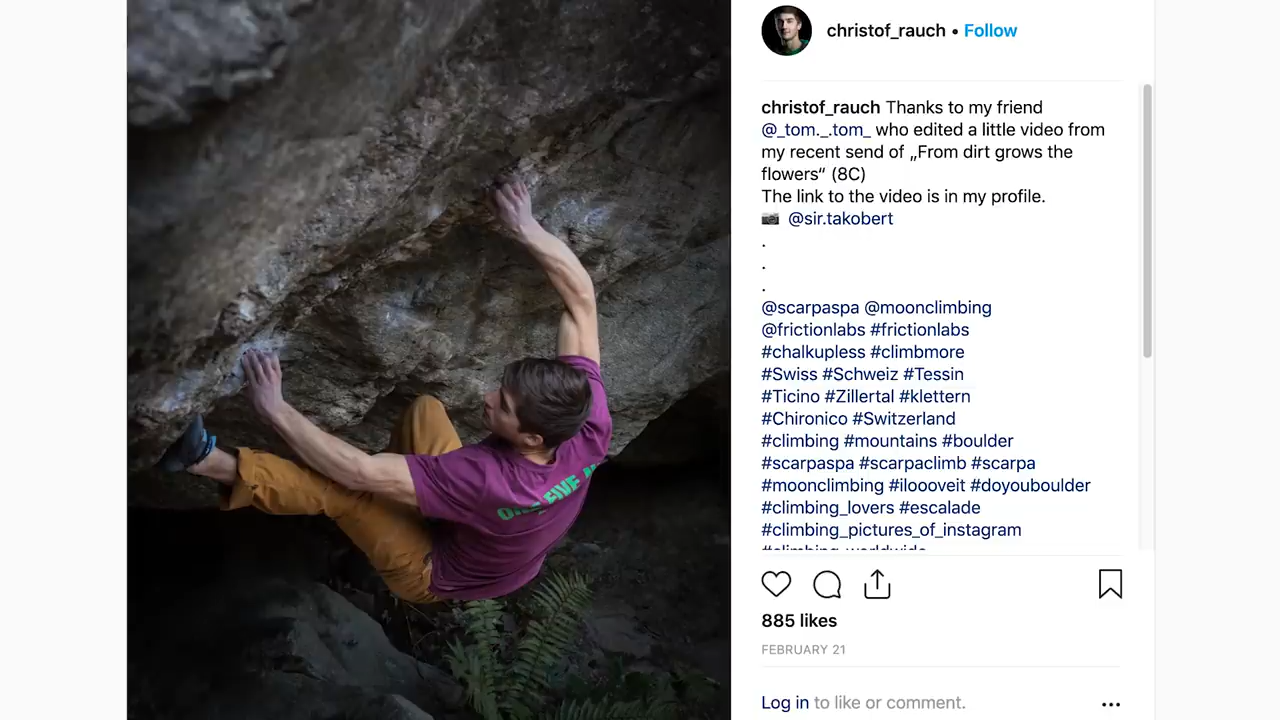 christof_rauch • Follow
christof_rauch Thanks to my friend
@_tom._.tom_ who edited a little video from
my recent send of „From dirt grows the
flowers“ (8C)
The link to the video is in my profile.
📷 @sir.takobert
.
.
.
@scarpaspa @moonclimbing
@frictionlabs #frictionlabs
#chalkupless #climbmore
#Swiss #Schweiz #Tessin
#Ticino #Zillertal #klettern
#Chironico #Switzerland
#climbing #mountains #boulder
#scarpaspa #scarpaclimb #scarpa
#moonclimbing #iloooveit #doyouboulder
#climbing_lovers #escalade
#climbing_pictures_of_instagram
#climbing_worldwide
885 likes
FEBRUARY 21
Log in to like or comment.
FIVE